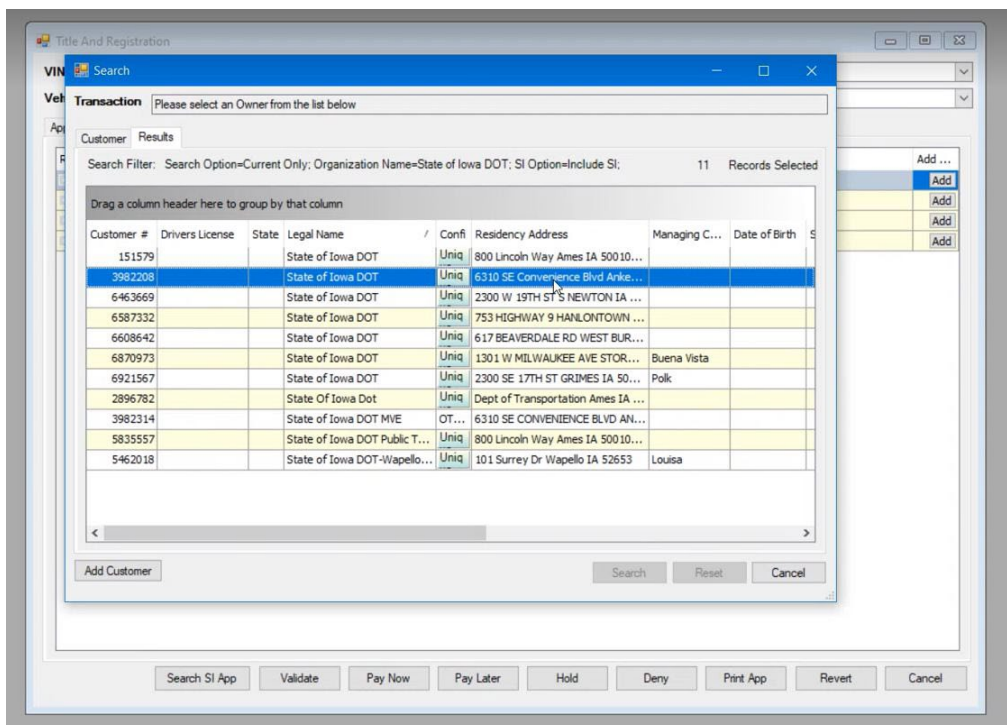 Title And Registration
VIN
Search
Veh
Transaction Please select an Owner from the list below
Customer Results
Search Filter: Search Option=Current Only; Organization Name=State of Iowa DOT; SI Option=Include SI; 11 Records Selected
Add ...
Add
Add
Add
Add
Drag a column header here to group by that column
Customer # Drivers License State Legal Name / Confi Residency Address Managing C... Date of Birth S
151579 State of Iowa DOT Uniq 800 Lincoln Way Ames IA 50010...
3982208 State of Iowa DOT Uniq 6310 SE Convenience Blvd Anke...
6463669 State of Iowa DOT Uniq 2300 W 19TH ST S NEWTON IA ...
6587332 State of Iowa DOT Uniq 753 HIGHWAY 9 HANLONTOWN ...
6608642 State of Iowa DOT Uniq 617 BEAVERDALE RD WEST BUR...
6870973 State of Iowa DOT Uniq 1301 W MILWAUKEE AVE STOR... Buena Vista
6921567 State of Iowa DOT Uniq 2300 SE 17TH ST GRIMES IA 50... Polk
2896782 State Of Iowa Dot Uniq Dept of Transportation Ames IA ...
3982314 State of Iowa DOT MVE OT... 6310 SE CONVENIENCE BLVD AN...
5835557 State of Iowa DOT Public T... Uniq 800 Lincoln Way Ames IA 50010...
5462018 State of Iowa DOT-Wapello... Uniq 101 Surrey Dr Wapello IA 52653 Louisa
Add Customer Search Reset Cancel
Search SI App Validate Pay Now Pay Later Hold Deny Print App Revert Cancel